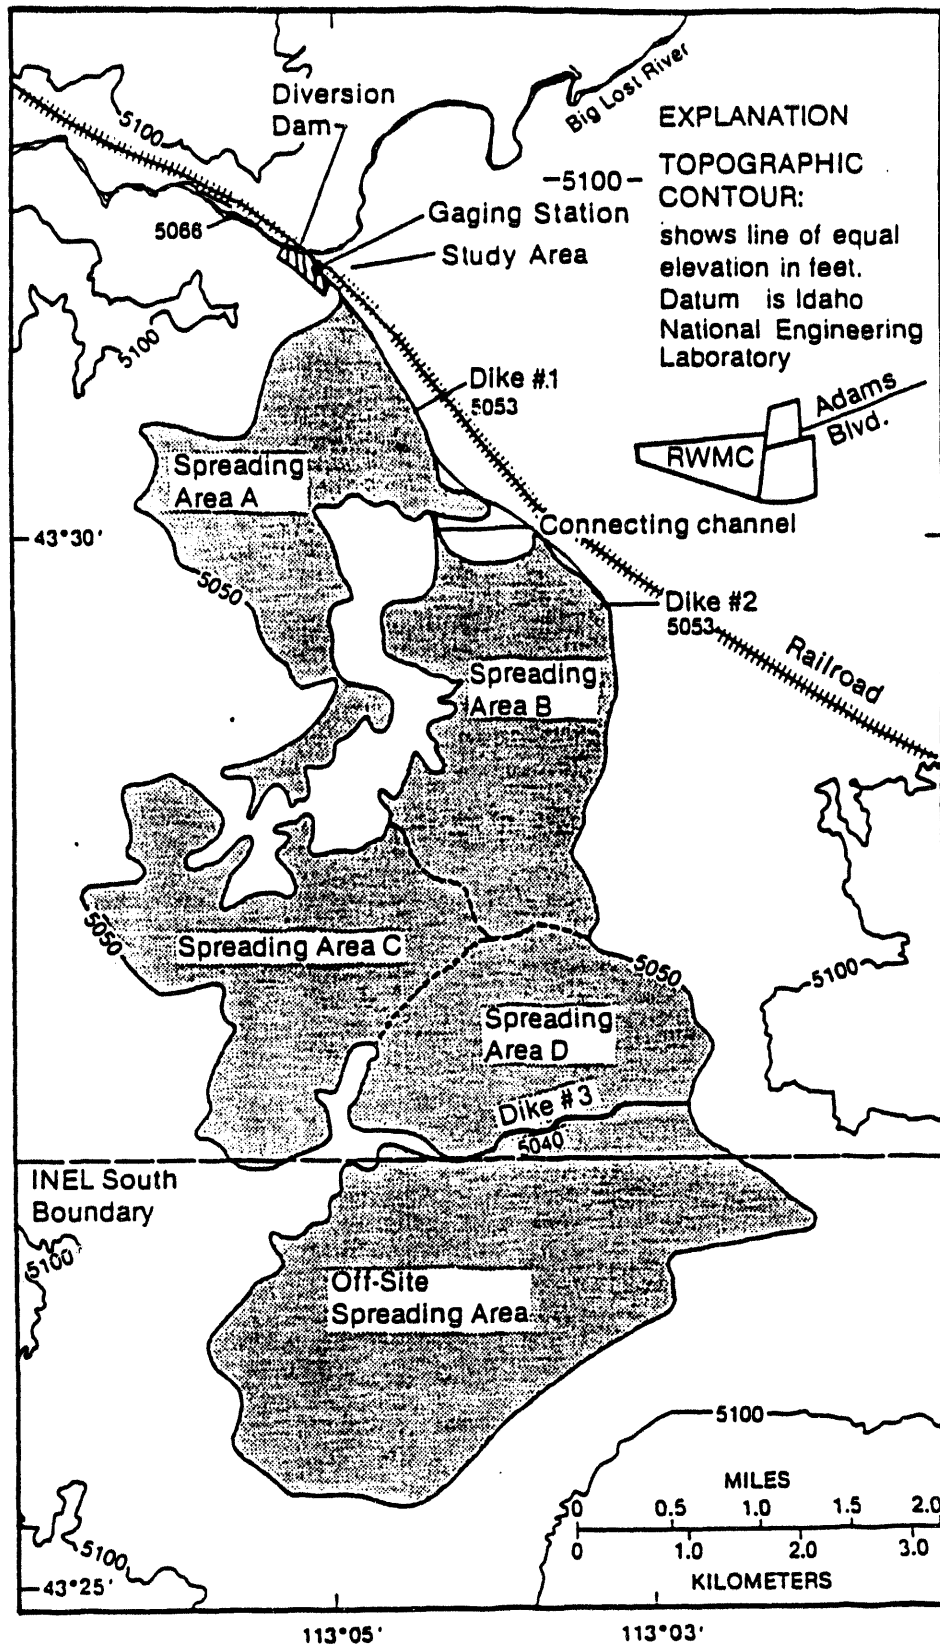 Big Lost River
Diversion
Dam
5100
EXPLANATION
TOPOGRAPHIC
CONTOUR:
-5100-
shows line of equal
elevation in feet.
Datum is Idaho
National Engineering
Laboratory
Gaging Station
Study Area
5066
5100
Dike #1
5053
Adams
Blvd.
RWMC
Spreading
Area A
Connecting channel
43°30'
5050
Dike #2
5053
Railroad
Spreading
Area B
5050
Spreading Area C
5050
5100
Spreading
Area D
Dike #3
5040
INEL South
Boundary
5100
Off-Site
Spreading Area
5100
MILES
0 0.5 1.0 1.5 2.0
0 1.0 2.0 3.0
KILOMETERS
5100
43°25'
113°05'
113°03'